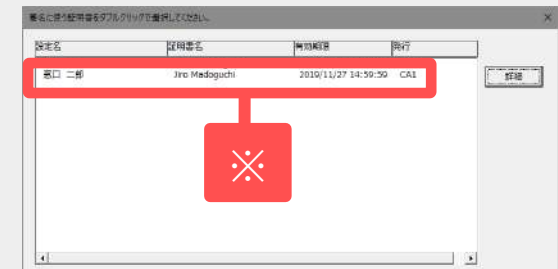 署名に使う証明書をダブルクリックで選択してください。
設定名 証明書名 有効期限 発行
窓口 二郎 Jiro Madoguchi 2019/11/27 14:59:59 CA1
詳細
※